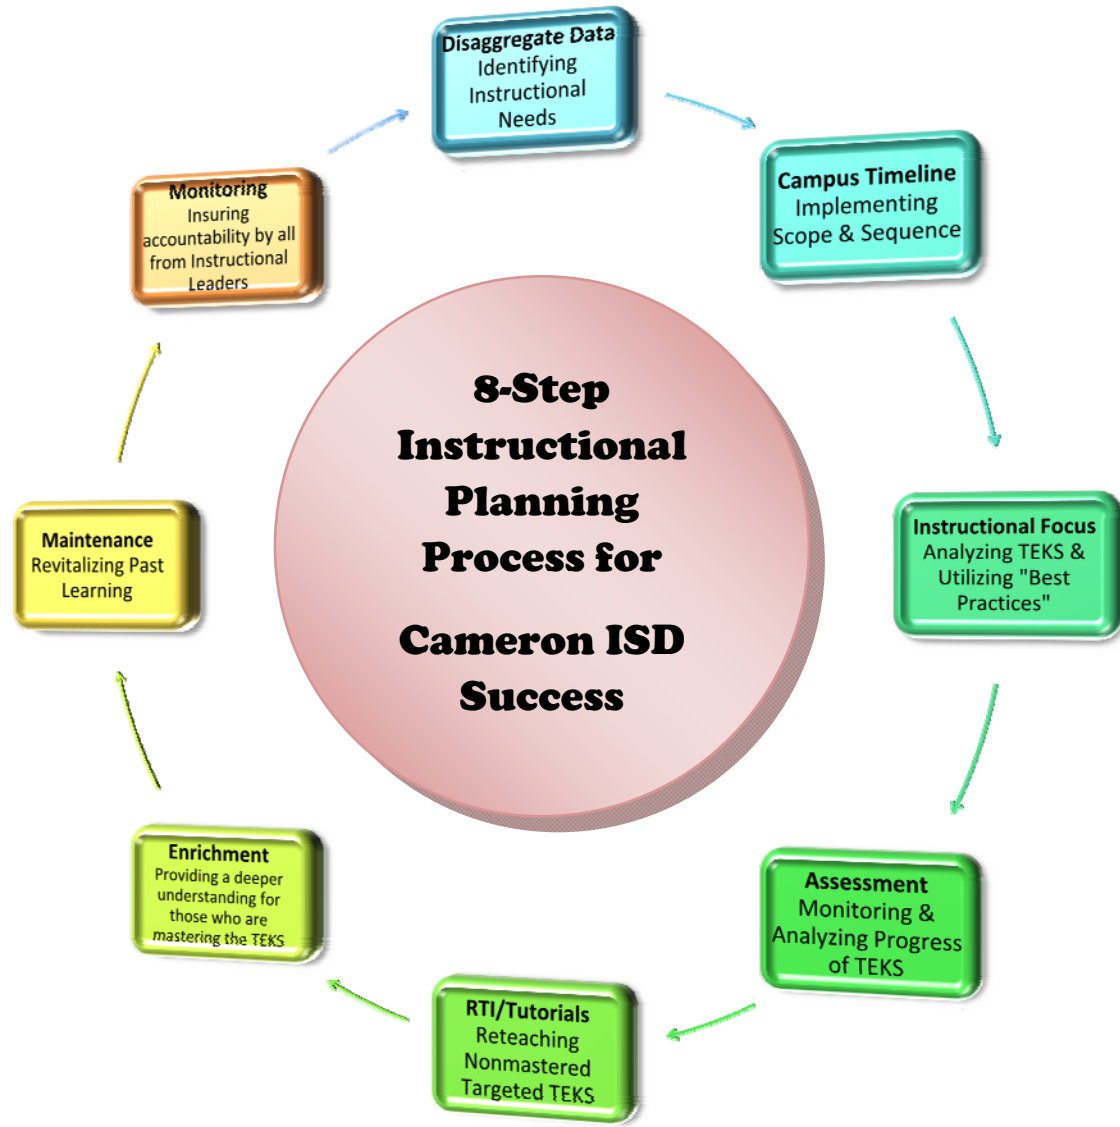 Disaggregate Data
Identifying
Instructional
Needs
Campus Timeline
Implementing
Scope & Sequence
Instructional Focus
Analyzing TEKS &
Utilizing "Best
Practices"
Assessment
Monitoring &
Analyzing Progress
of TEKS
RTI/Tutorials
Reteaching
Nonmastered
Targeted TEKS
Enrichment
Providing a deeper
understanding for
those who are
mastering the TEKS
Maintenance
Revitalizing Past
Learning
Monitoring
Insuring
accountability by all
from Instructional
Leaders
8-Step
Instructional
Planning
Process for
Cameron ISD
Success